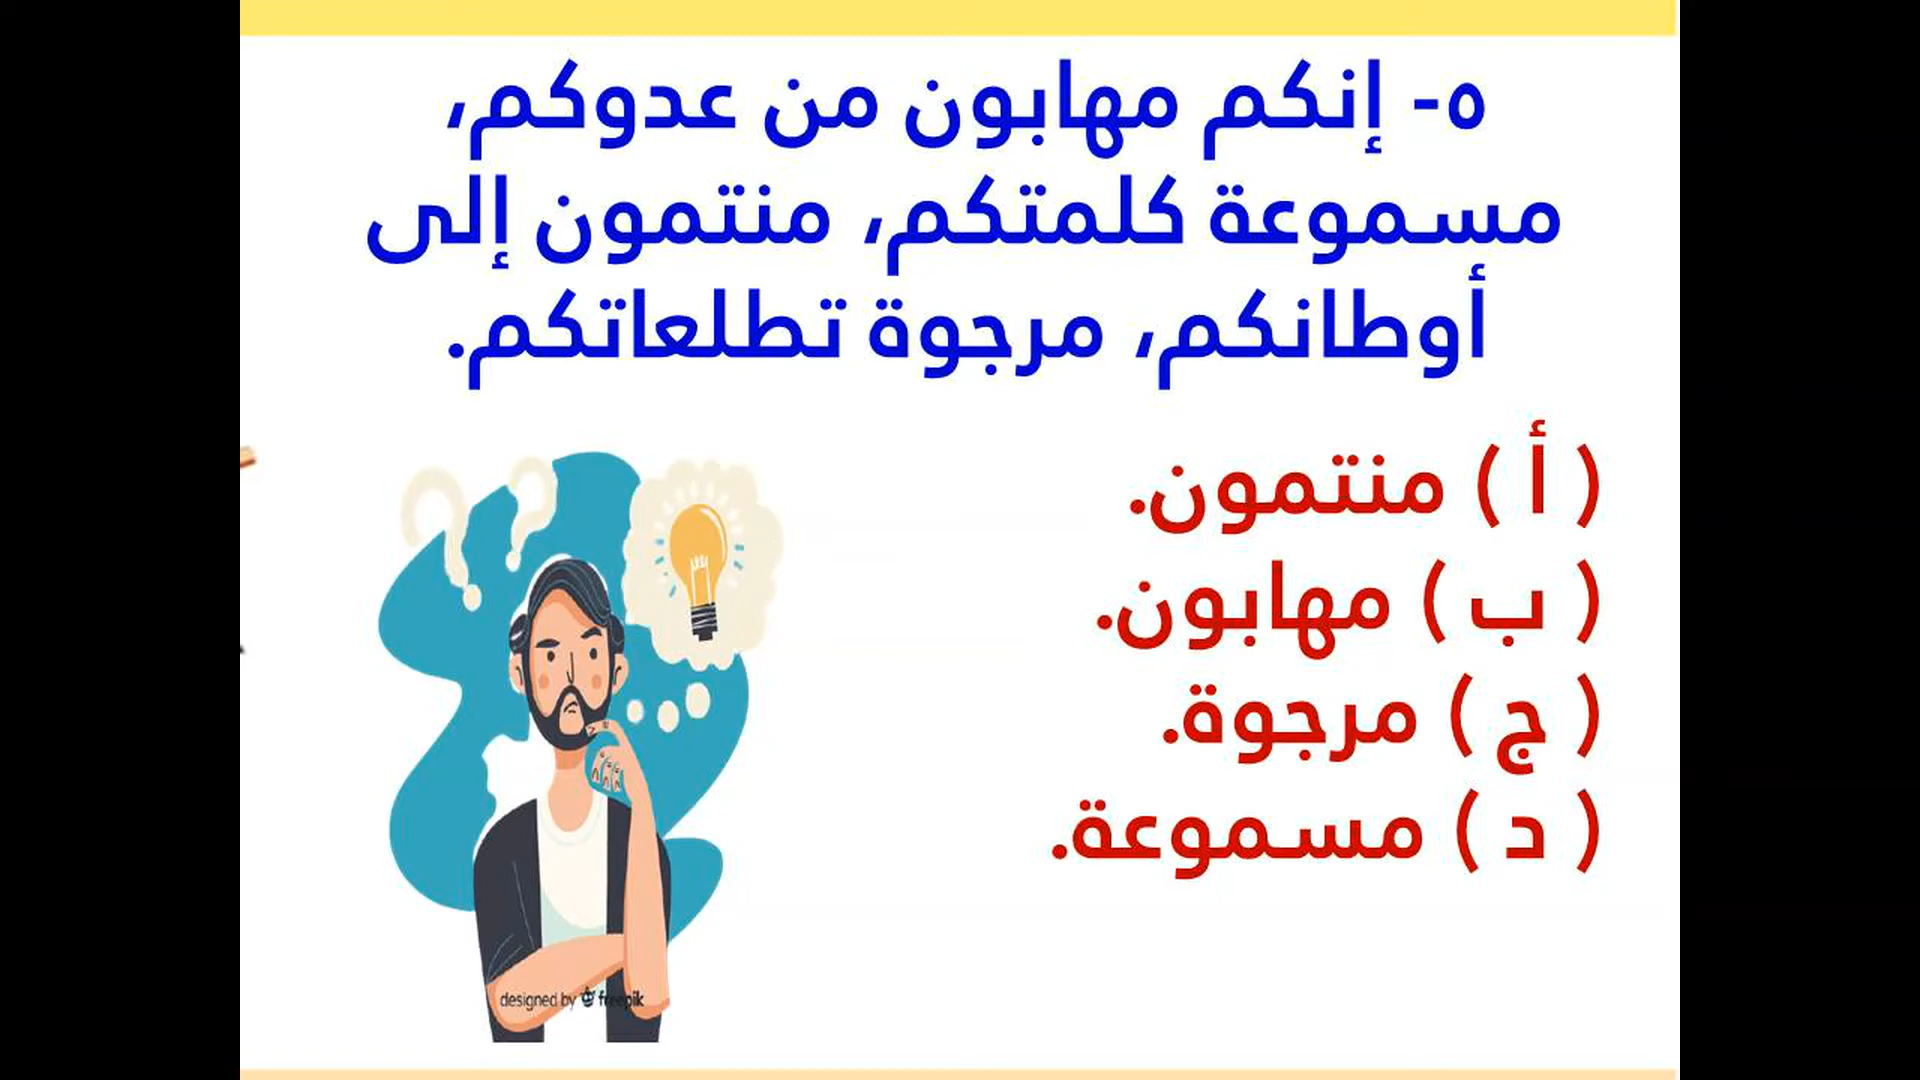 ٥- إنكم مهابون من عدوكم،
مسموعة كلمتكم، منتمون إلى
أوطانكم، مرجوة تطلعاتكم.
( أ ) منتمون.
( ب ) مهابون.
( ج ) مرجوة.
( د ) مسموعة.
designed by freepik